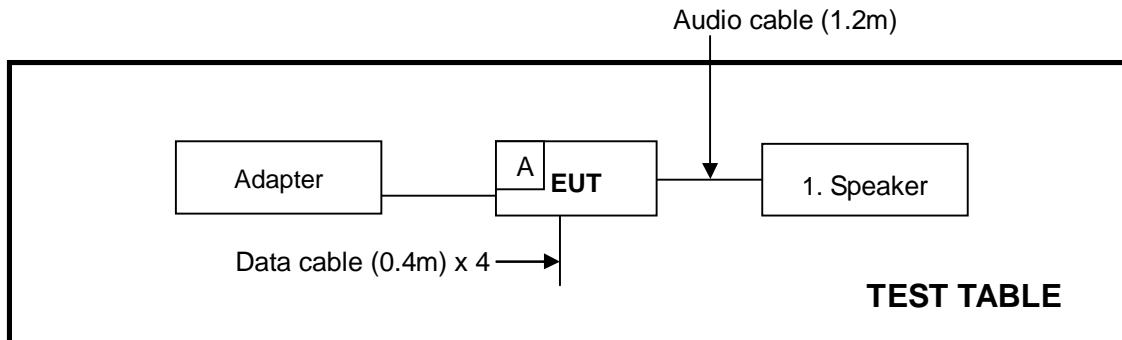 Audio cable (1.2m)
Adapter
A
EUT
1. Speaker
Data cable (0.4m) x 4
TEST TABLE